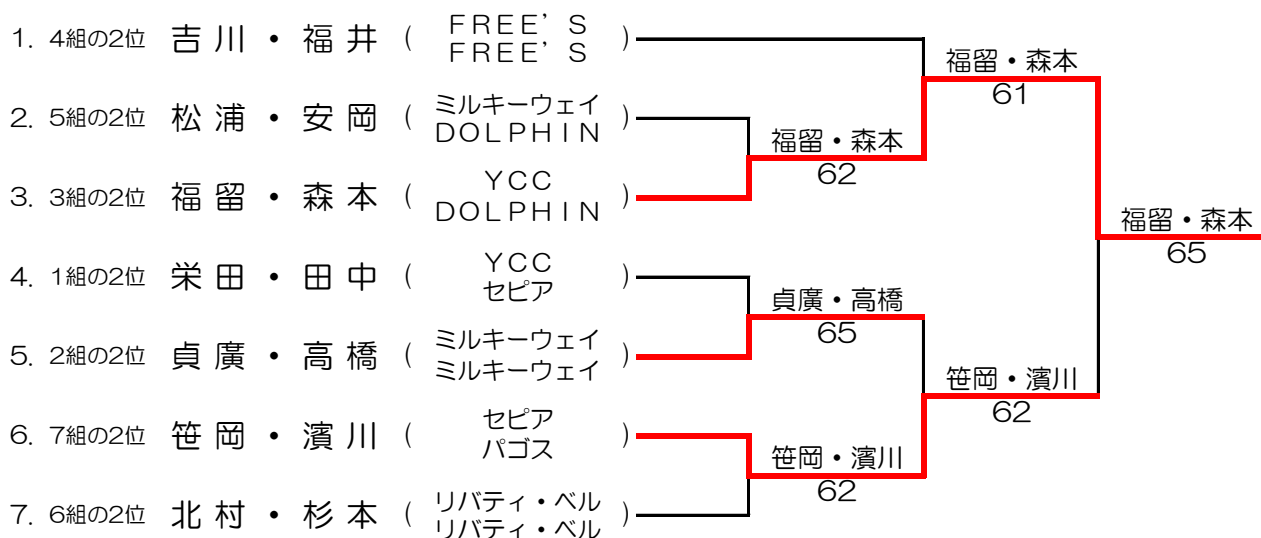 1. 4組の2位 吉川・福井 ( FREE'S
FREE'S )
2. 5組の2位 松浦・安岡 ( ミルキーウェイ
DOLPHIN )
3. 3組の2位 福留・森本 ( YCC
DOLPHIN )
4. 1組の2位 栄田・田中 ( YCC
セピア )
5. 2組の2位 貞廣・高橋 ( ミルキーウェイ
ミルキーウェイ )
6. 7組の2位 笹岡・濱川 ( セピア
パゴス )
7. 6組の2位 北村・杉本 ( リバティ・ベル
リバティ・ベル )
福留・森本
62
貞廣・高橋
65
笹岡・濱川
62
福留・森本
61
笹岡・濱川
62
福留・森本
65